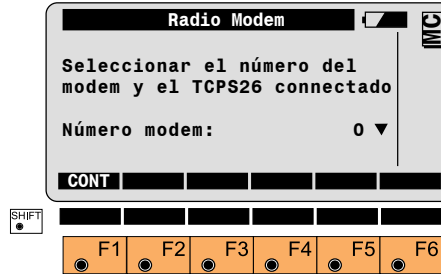 Radio Modem
MC
Seleccionar el número del
modem y el TCPS26 connectado
Número modem: 0 ▼
CONT
SHIFT
F1 F2 F3 F4 F5 F6